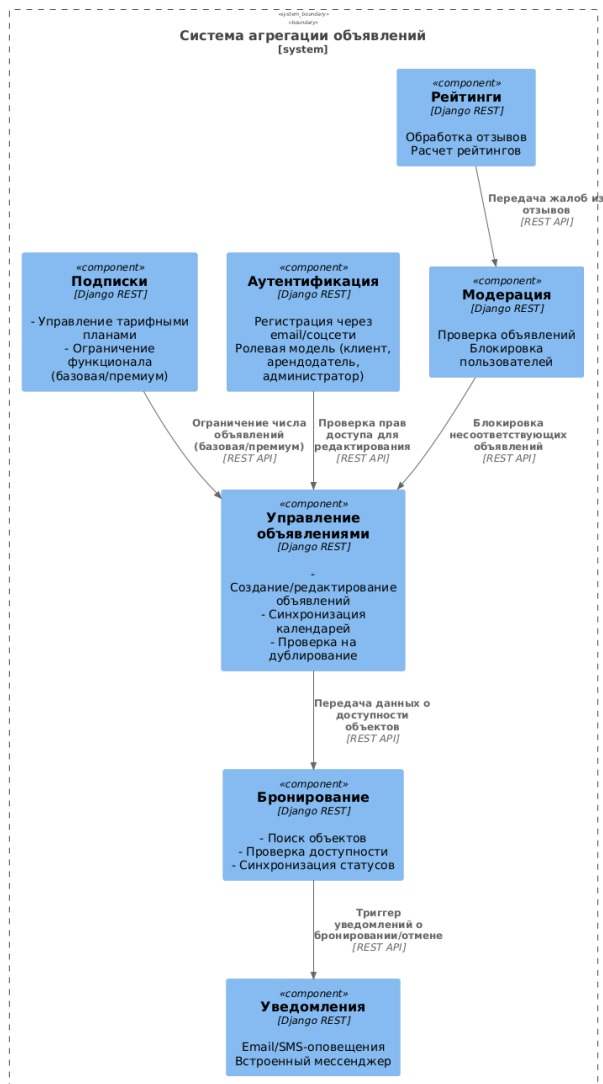 «system_boundary»
«boundary»
Система агрегации объявлений
[system]
«component»
Рейтинги
[Django REST]
Обработка отзывов
Расчет рейтингов
Передача жалоб из
отзывов
[REST API]
«component»
Подписки
[Django REST]
- Управление тарифными
планами
- Ограничение
функционала
(базовая/премиум)
«component»
Аутентификация
[Django REST]
Регистрация через
email/соцсети
Ролевая модель (клиент,
арендодатель,
администратор)
«component»
Модерация
[Django REST]
Проверка объявлений
Блокировка
пользователей
Ограничение числа
объявлений
(базовая/премиум)
[REST API]
Проверка прав
доступа для
редактирования
[REST API]
Блокировка
несоответствующих
объявлений
[REST API]
«component»
Управление
объявлениями
[Django REST]
-
Создание/редактирование
объявлений
- Синхронизация
календарей
- Проверка на
дублирование
Передача данных о
доступности
объектов
[REST API]
«component»
Бронирование
[Django REST]
- Поиск объектов
- Проверка доступности
- Синхронизация статусов
Триггер
уведомлений о
бронировании/отмене
[REST API]
«component»
Уведомления
[Django REST]
Email/SMS-оповещения
Встроенный мессенджер